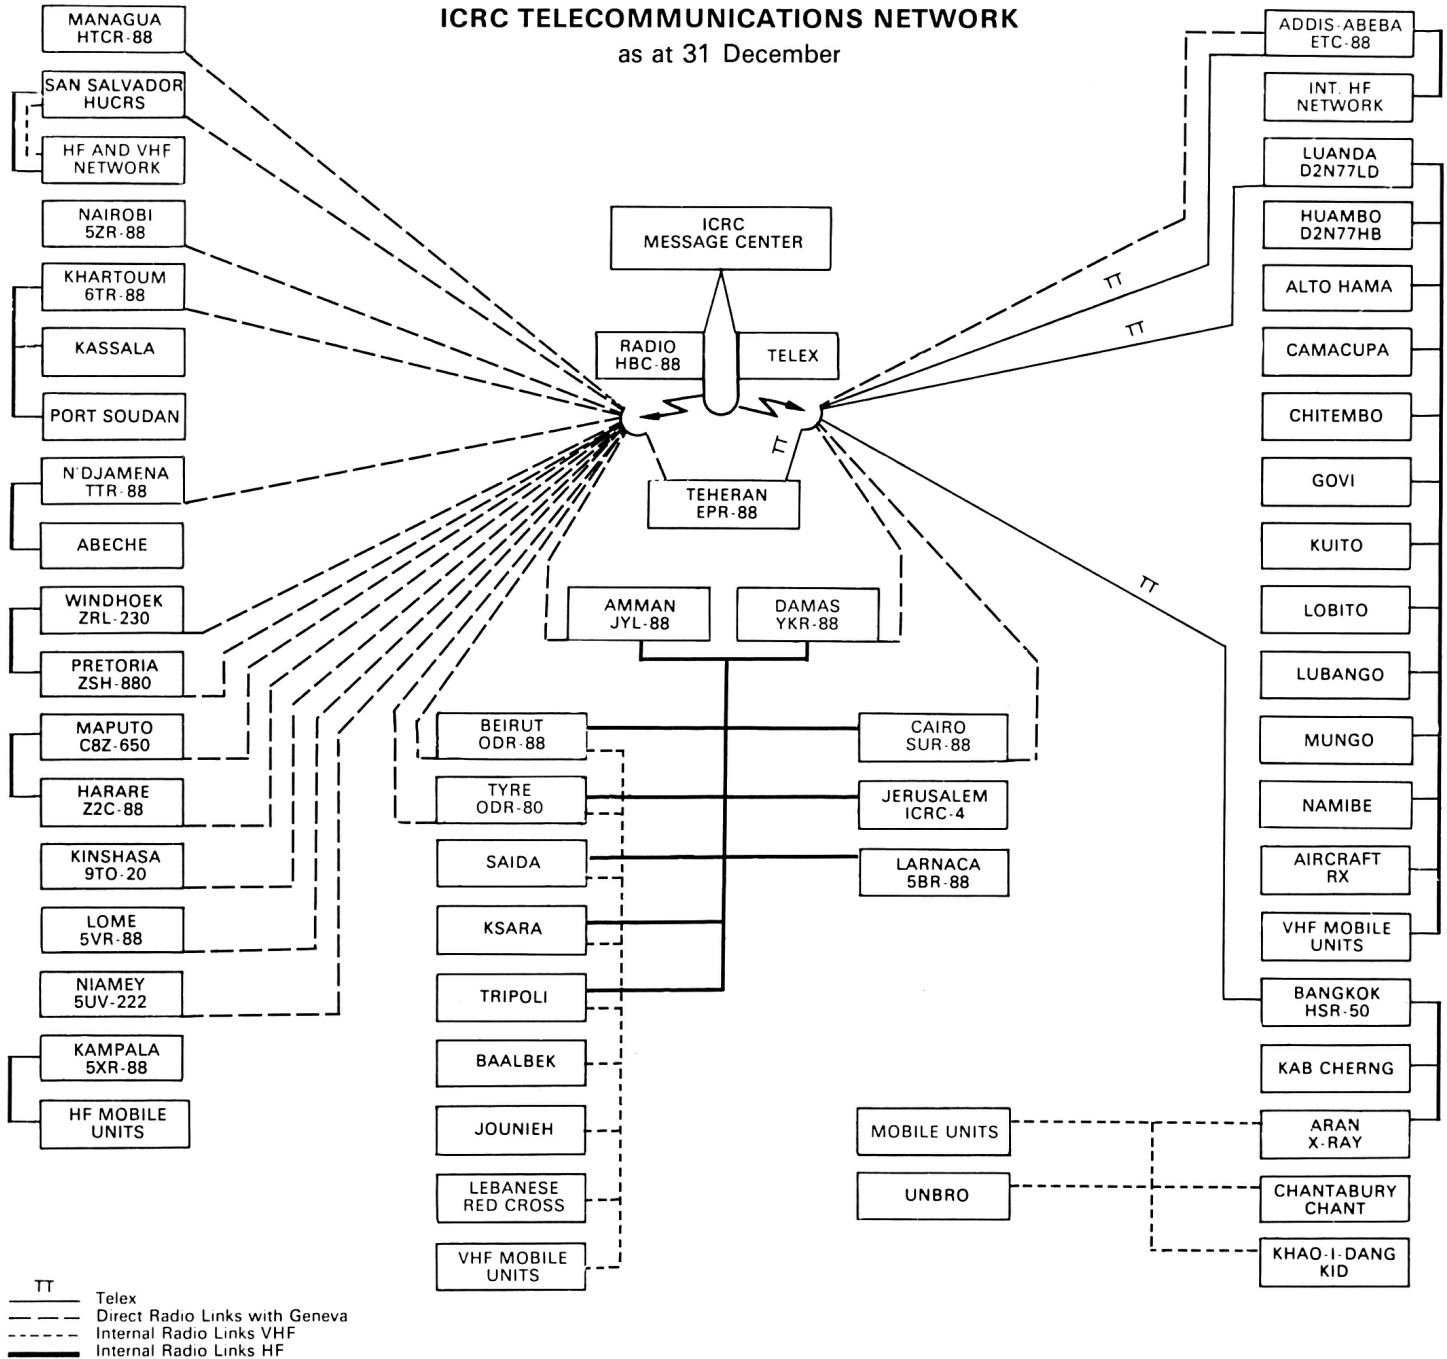 ICRC TELECOMMUNICATIONS NETWORK
as at 31 December
MANAGUA
HTCR-88
SAN SALVADOR
HUCRS
HF AND VHF
NETWORK
NAIROBI
5ZR-88
KHARTOUM
6TR-88
KASSALA
PORT SOUDAN
N'DJAMENA
TTR-88
ABECHE
WINDHOEK
ZRL-230
PRETORIA
ZSH-880
MAPUTO
C8Z-650
HARARE
Z2C-88
KINSHASA
9TO-20
LOME
5VR-88
NIAMEY
5UV-222
KAMPALA
5XR-88
HF MOBILE
UNITS
ICRC
MESSAGE CENTER
RADIO
HBC-88
TELEX
TT
TEHERAN
EPR-88
AMMAN
JYL-88
DAMAS
YKR-88
BEIRUT
ODR-88
TYRE
ODR-80
SAIDA
KSARA
TRIPOLI
BAALBEK
JOUNIEH
LEBANESE
RED CROSS
VHF MOBILE
UNITS
CAIRO
SUR-88
JERUSALEM
ICRC-4
LARNACA
5BR-88
MOBILE UNITS
UNBRO
TT
TT
TT
ADDIS-ABEBA
ETC-88
INT. HF
NETWORK
LUANDA
D2N77LD
HUAMBO
D2N77HB
ALTO HAMA
CAMACUPA
CHITEMBO
GOVI
KUITO
LOBITO
LUBANGO
MUNGO
NAMIBE
AIRCRAFT
RX
VHF MOBILE
UNITS
BANGKOK
HSR-50
KAB CHERNG
ARAN
X-RAY
CHANTABURY
CHANT
KHAO-I-DANG
KID
TT
Telex
Direct Radio Links with Geneva
Internal Radio Links VHF
Internal Radio Links HF